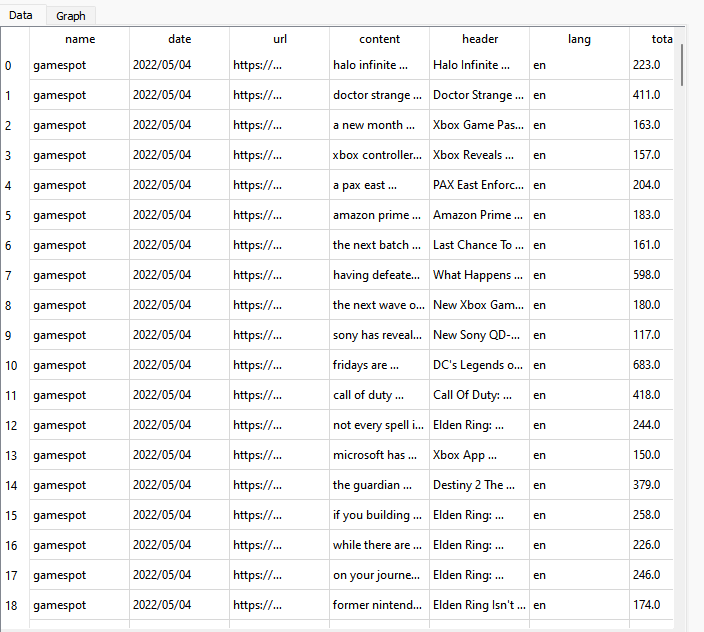 Data Graph
name date url content header lang tota
0 gamespot 2022/05/04 https://... halo infinite ... Halo Infinite ... en 223.0
1 gamespot 2022/05/04 https://... doctor strange ... Doctor Strange ... en 411.0
2 gamespot 2022/05/04 https://... a new month ... Xbox Game Pas... en 163.0
3 gamespot 2022/05/04 https://... xbox controller... Xbox Reveals ... en 157.0
4 gamespot 2022/05/04 https://... a pax east ... PAX East Enforc... en 204.0
5 gamespot 2022/05/04 https://... amazon prime ... Amazon Prime ... en 183.0
6 gamespot 2022/05/04 https://... the next batch ... Last Chance To ... en 161.0
7 gamespot 2022/05/04 https://... having defeate... What Happens ... en 598.0
8 gamespot 2022/05/04 https://... the next wave o... New Xbox Gam... en 180.0
9 gamespot 2022/05/04 https://... sony has reveal... New Sony QD-... en 117.0
10 gamespot 2022/05/04 https://... fridays are ... DC's Legends o... en 683.0
11 gamespot 2022/05/04 https://... call of duty ... Call Of Duty: ... en 418.0
12 gamespot 2022/05/04 https://... not every spell i... Elden Ring: ... en 244.0
13 gamespot 2022/05/04 https://... microsoft has ... Xbox App ... en 150.0
14 gamespot 2022/05/04 https://... the guardian ... Destiny 2 The ... en 379.0
15 gamespot 2022/05/04 https://... if you building ... Elden Ring: ... en 258.0
16 gamespot 2022/05/04 https://... while there are ... Elden Ring: ... en 226.0
17 gamespot 2022/05/04 https://... on your journe... Elden Ring: ... en 246.0
18 gamespot 2022/05/04 https://... former nintend... Elden Ring Isn't ... en 174.0